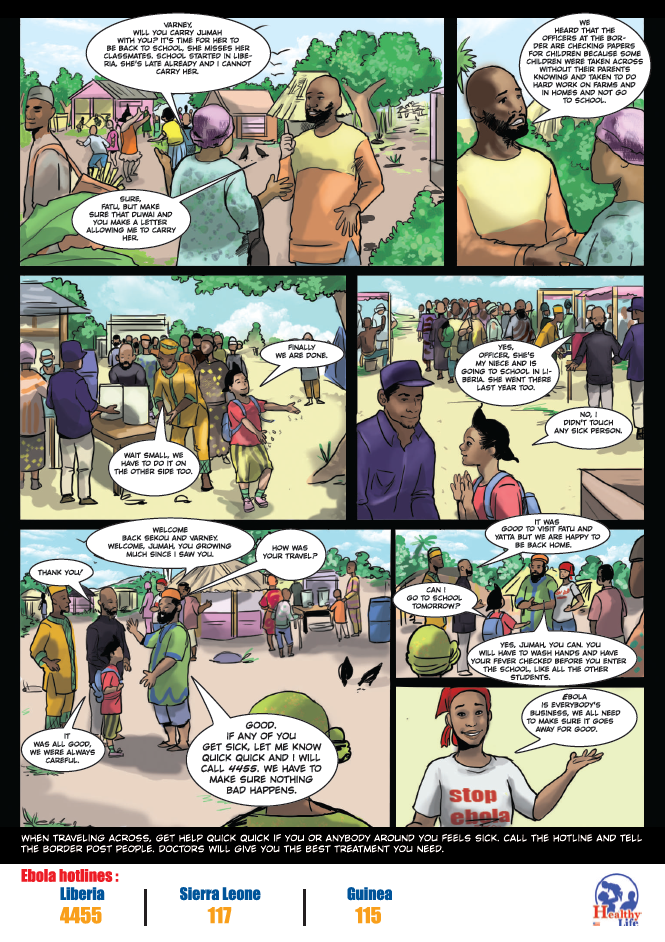 VARNEY,
WILL YOU CARRY JUMAH
WITH YOU? IT'S TIME FOR HER TO
BE BACK TO SCHOOL, SHE MISSES HER
CLASSMATES. SCHOOL STARTED IN LIBE-
RIA, SHE'S LATE ALREADY AND I CANNOT
CARRY HER.
SURE,
FATU, BUT MAKE
SURE THAT DUWAI AND
YOU MAKE A LETTER
ALLOWING ME TO CARRY
HER.
WE
HEARD THAT THE
OFFICERS AT THE BOR-
DER ARE CHECKING PAPERS
FOR CHILDREN BECAUSE SOME
CHILDREN WERE TAKEN ACROSS
WITHOUT THEIR PARENTS
KNOWING AND TAKEN TO DO
HARD WORK ON FARMS AND
IN HOMES AND NOT GO
TO SCHOOL.
FINALLY
WE ARE DONE.
WAIT SMALL, WE
HAVE TO DO IT ON
THE OTHER SIDE TOO.
YES,
OFFICER, SHE'S
MY NIECE AND IS
GOING TO SCHOOL IN LI-
BERIA. SHE WENT THERE
LAST YEAR TOO.
NO, I
DIDN'T TOUCH
ANY SICK PERSON.
WELCOME
BACK SEKOU AND VARNEY.
WELCOME, JUMAH, YOU GROWING
MUCH SINCE I SAW YOU.
HOW WAS
YOUR TRAVEL?
THANK YOU!
IT
WAS ALL GOOD,
WE WERE ALWAYS
CAREFUL.
GOOD.
IF ANY OF YOU
GET SICK, LET ME KNOW
QUICK QUICK AND I WILL
CALL 4455. WE HAVE TO
MAKE SURE NOTHING
BAD HAPPENS.
IT WAS
GOOD TO VISIT FATU AND
YATTA BUT WE ARE HAPPY TO
BE BACK HOME.
CAN I
GO TO SCHOOL
TOMORROW?
YES, JUMAH, YOU CAN. YOU
WILL HAVE TO WASH HANDS AND HAVE
YOUR FEVER CHECKED BEFORE YOU ENTER
THE SCHOOL, LIKE ALL THE OTHER
STUDENTS.
EBOLA
IS EVERYBODY'S
BUSINESS, WE ALL NEED
TO MAKE SURE IT GOES
AWAY FOR GOOD.
stop
ebola
WHEN TRAVELING ACROSS, GET HELP QUICK QUICK IF YOU OR ANYBODY AROUND YOU FEELS SICK. CALL THE HOTLINE AND TELL
THE BORDER POST PEOPLE. DOCTORS WILL GIVE YOU THE BEST TREATMENT YOU NEED.
Ebola hotlines :
Liberia
4455
Sierra Leone
117
Guinea
115
Healthy
Life